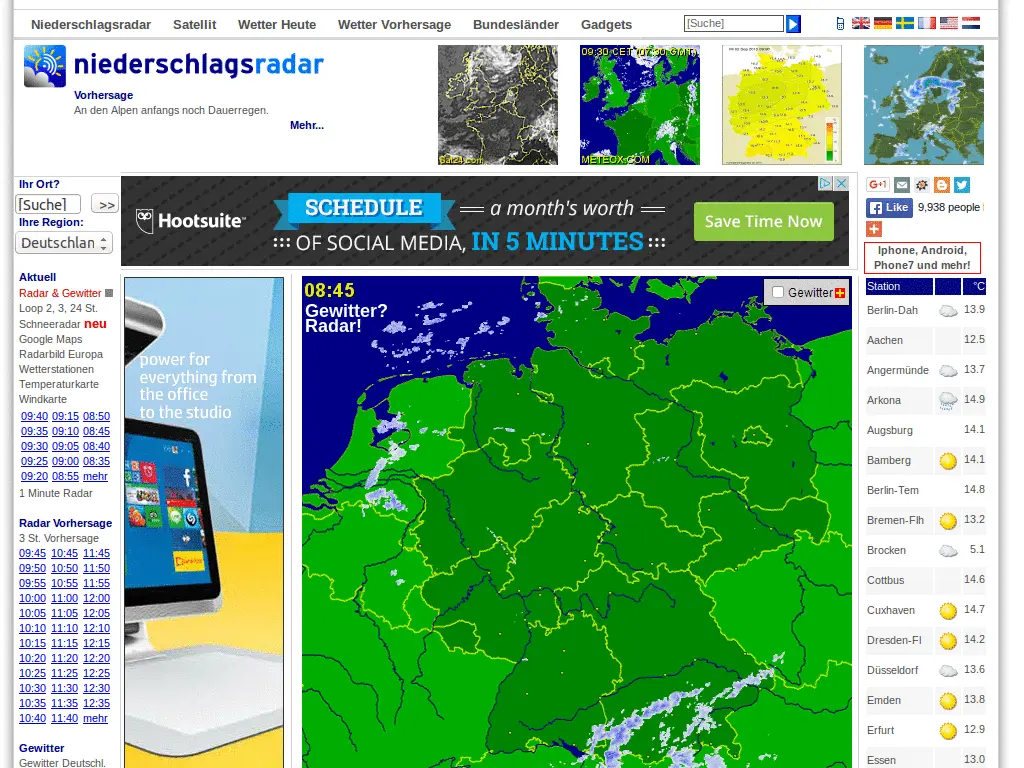 Niederschlagsradar Satellit Wetter Heute Wetter Vorhersage Bundesländer Gadgets [Suche]
niederschlagsradar
Vorhersage
An den Alpen anfangs noch Dauerregen.
Mehr...
Sat24.com
09:30 CET (07:30 GMT)
METEOX.COM
Ihr Ort?
[Suche] >>
Ihre Region:
Deutschlan
Hootsuite
SCHEDULE a month's worth
OF SOCIAL MEDIA, IN 5 MINUTES
Save Time Now
G+1
Like 9,938 people
Iphone, Android,
Phone7 und mehr!
Aktuell
Radar & Gewitter
Loop 2, 3, 24 St.
Schneeradar neu
Google Maps
Radarbild Europa
Wetterstationen
Temperaturkarte
Windkarte
09:40 09:15 08:50
09:35 09:10 08:45
09:30 09:05 08:40
09:25 09:00 08:35
09:20 08:55 mehr
1 Minute Radar
Radar Vorhersage
3 St. Vorhersage
09:45 10:45 11:45
09:50 10:50 11:50
09:55 10:55 11:55
10:00 11:00 12:00
10:05 11:05 12:05
10:10 11:10 12:10
10:15 11:15 12:15
10:20 11:20 12:20
10:25 11:25 12:25
10:30 11:30 12:30
10:35 11:35 12:35
10:40 11:40 mehr
Gewitter
Gewitter Deutschl.
power for
everything from
the office
to the studio
08:45
Gewitter?
Radar!
Gewitter
Station °C
Berlin-Dah 13.9
Aachen 12.5
Angermünde 13.7
Arkona 14.9
Augsburg 14.1
Bamberg 14.1
Berlin-Tem 14.8
Bremen-Flh 13.2
Brocken 5.1
Cottbus 14.6
Cuxhaven 14.7
Dresden-Fl 14.2
Düsseldorf 13.6
Emden 13.8
Erfurt 12.9
Essen 13.0